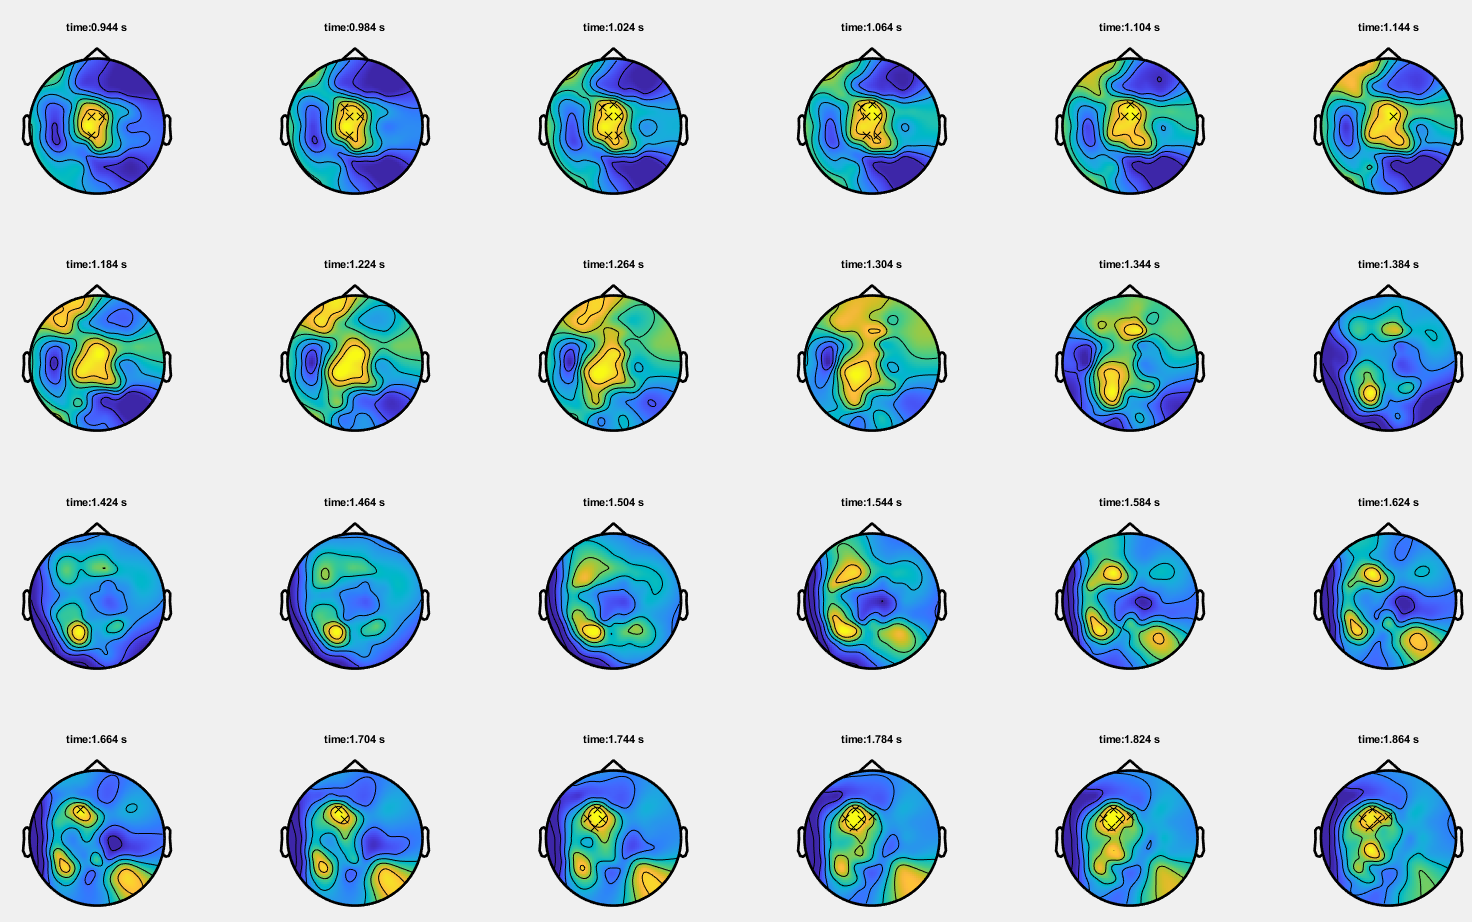 time:0.944 s
time:0.984 s
time:1.024 s
time:1.064 s
time:1.104 s
time:1.144 s
time:1.184 s
time:1.224 s
time:1.264 s
time:1.304 s
time:1.344 s
time:1.384 s
time:1.424 s
time:1.464 s
time:1.504 s
time:1.544 s
time:1.584 s
time:1.624 s
time:1.664 s
time:1.704 s
time:1.744 s
time:1.784 s
time:1.824 s
time:1.864 s